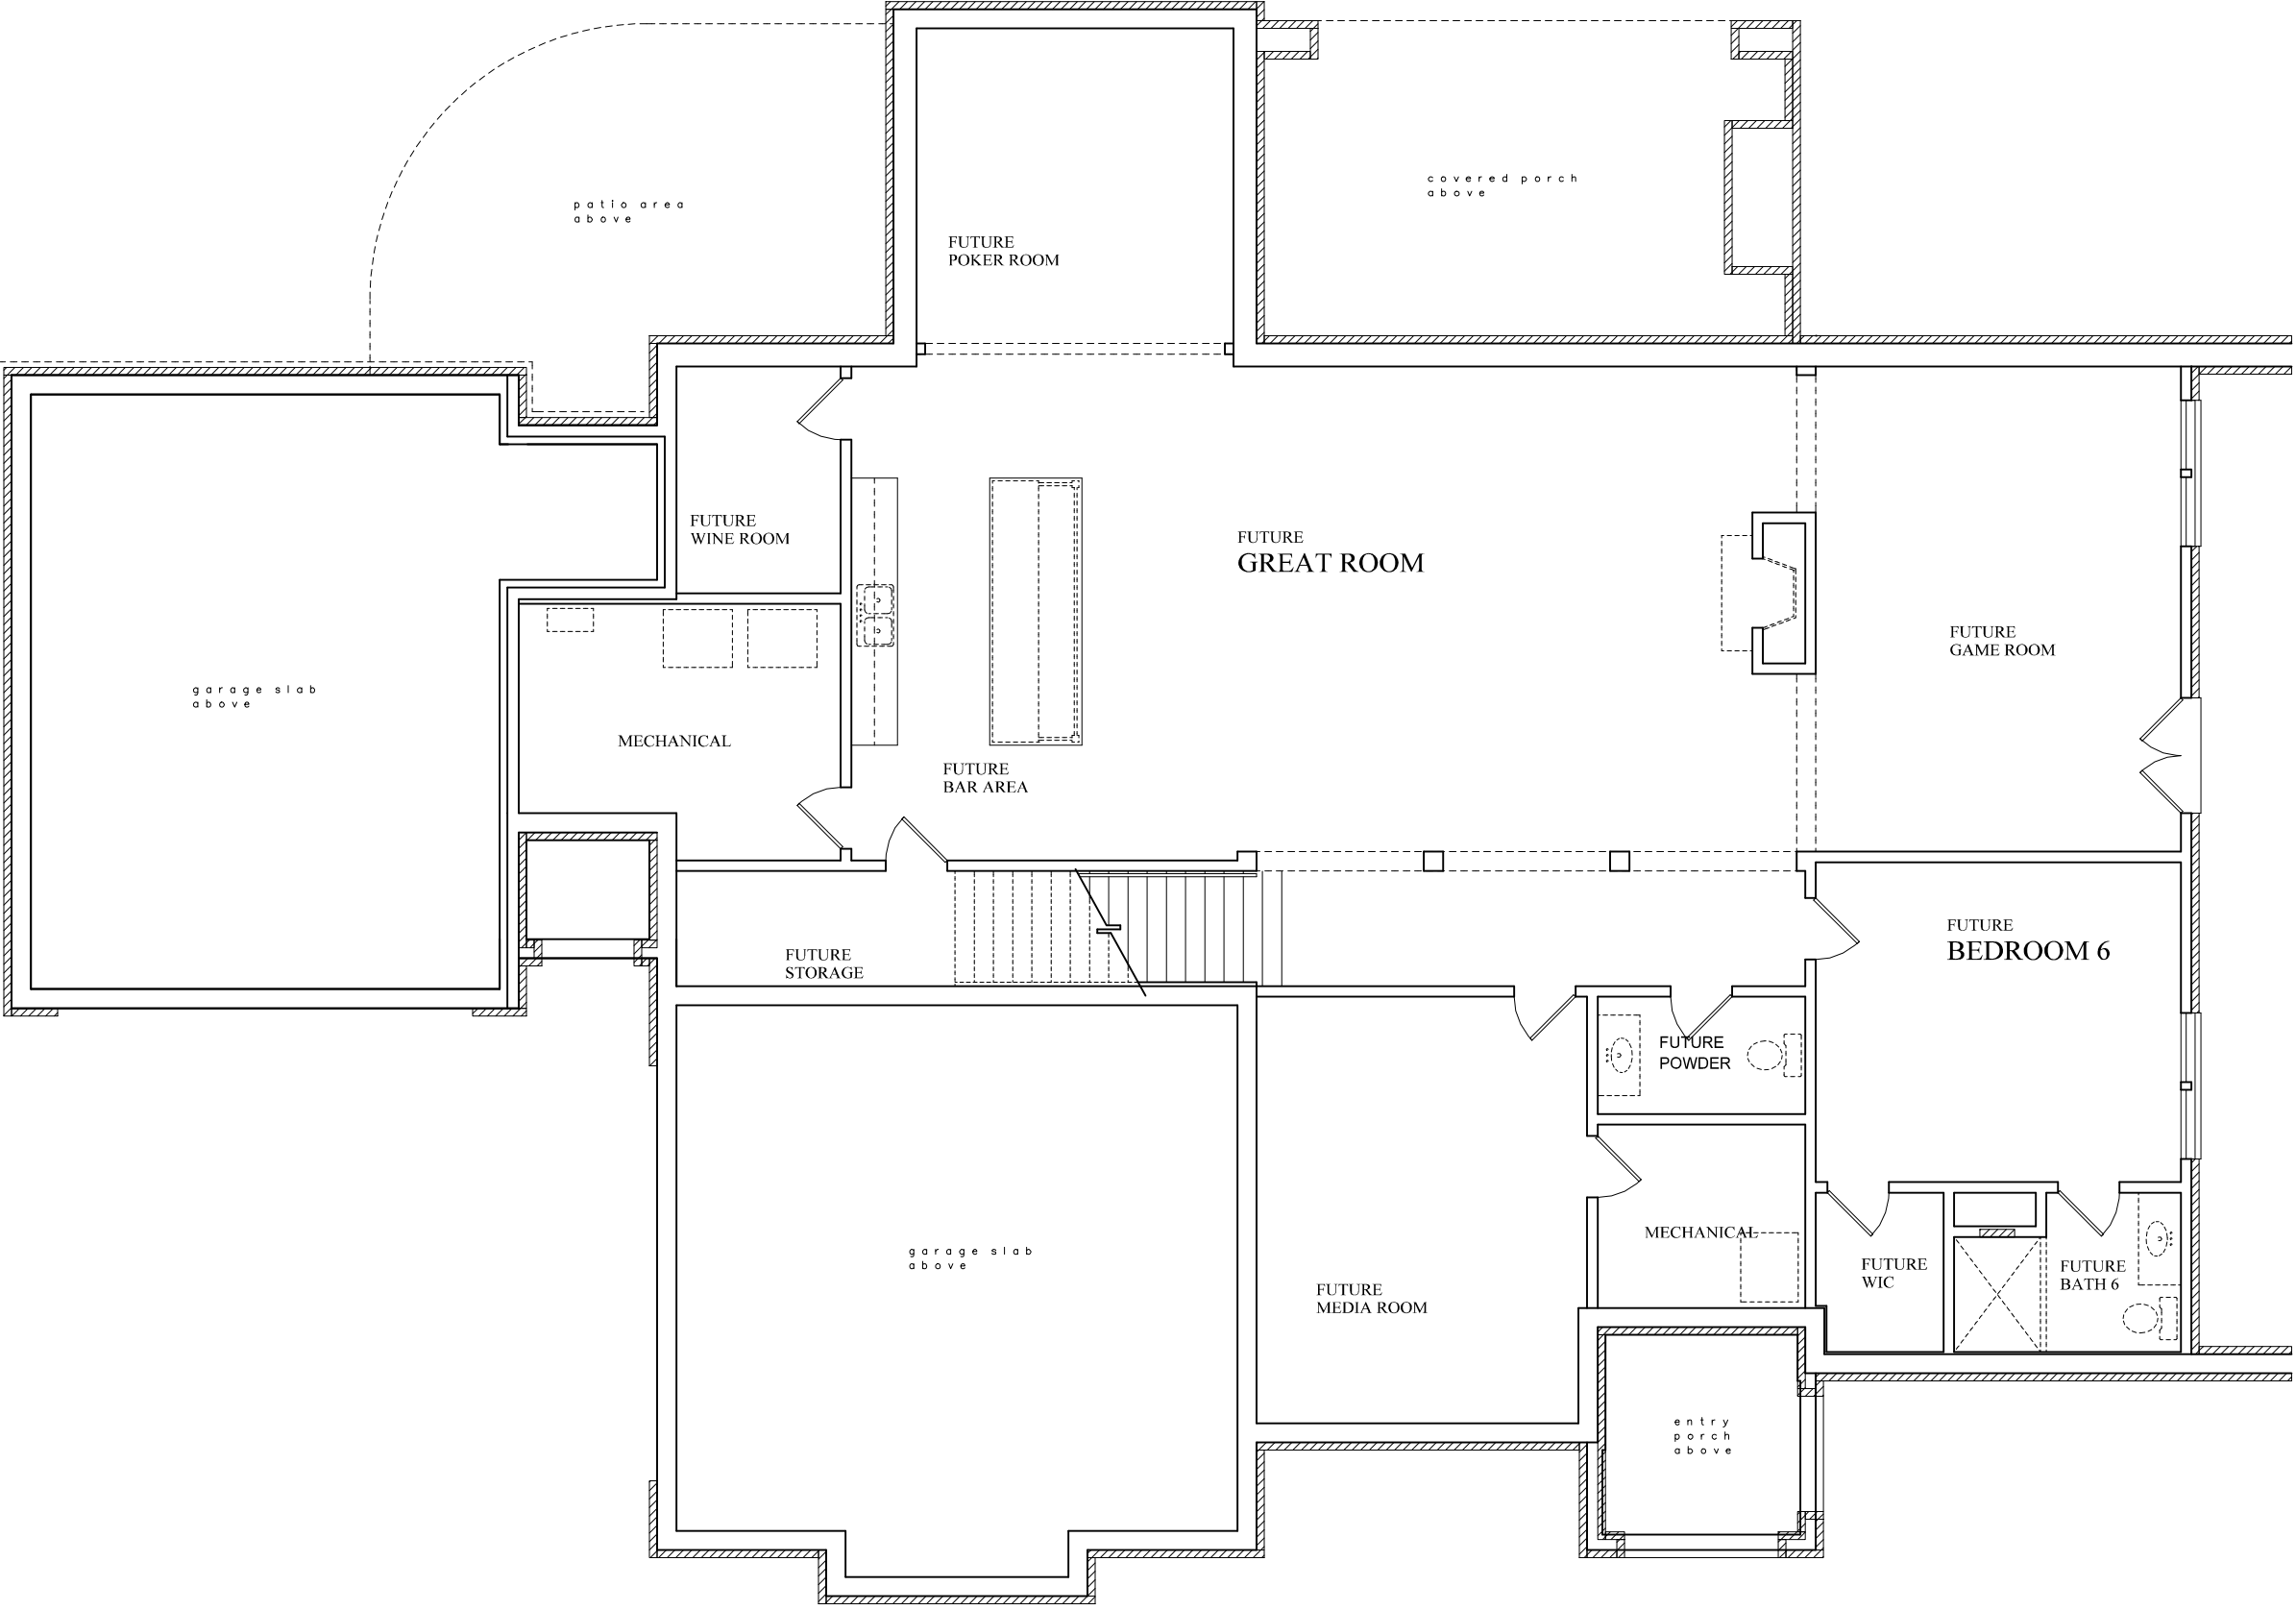 patio area
above
covered porch
above
FUTURE
POKER ROOM
FUTURE
WINE ROOM
FUTURE
GREAT ROOM
FUTURE
GAME ROOM
garage slab
above
MECHANICAL
FUTURE
BAR AREA
FUTURE
STORAGE
FUTURE
BEDROOM 6
FUTURE
POWDER
MECHANICAL
garage slab
above
FUTURE
MEDIA ROOM
FUTURE
WIC
FUTURE
BATH 6
entry
porch
above